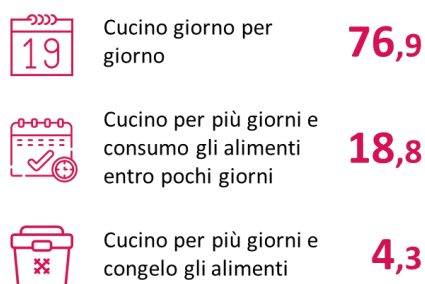 19
Cucino giorno per
giorno
76,9
Cucino per più giorni e
consumo gli alimenti
entro pochi giorni
18,8
Cucino per più giorni e
congelo gli alimenti
4,3